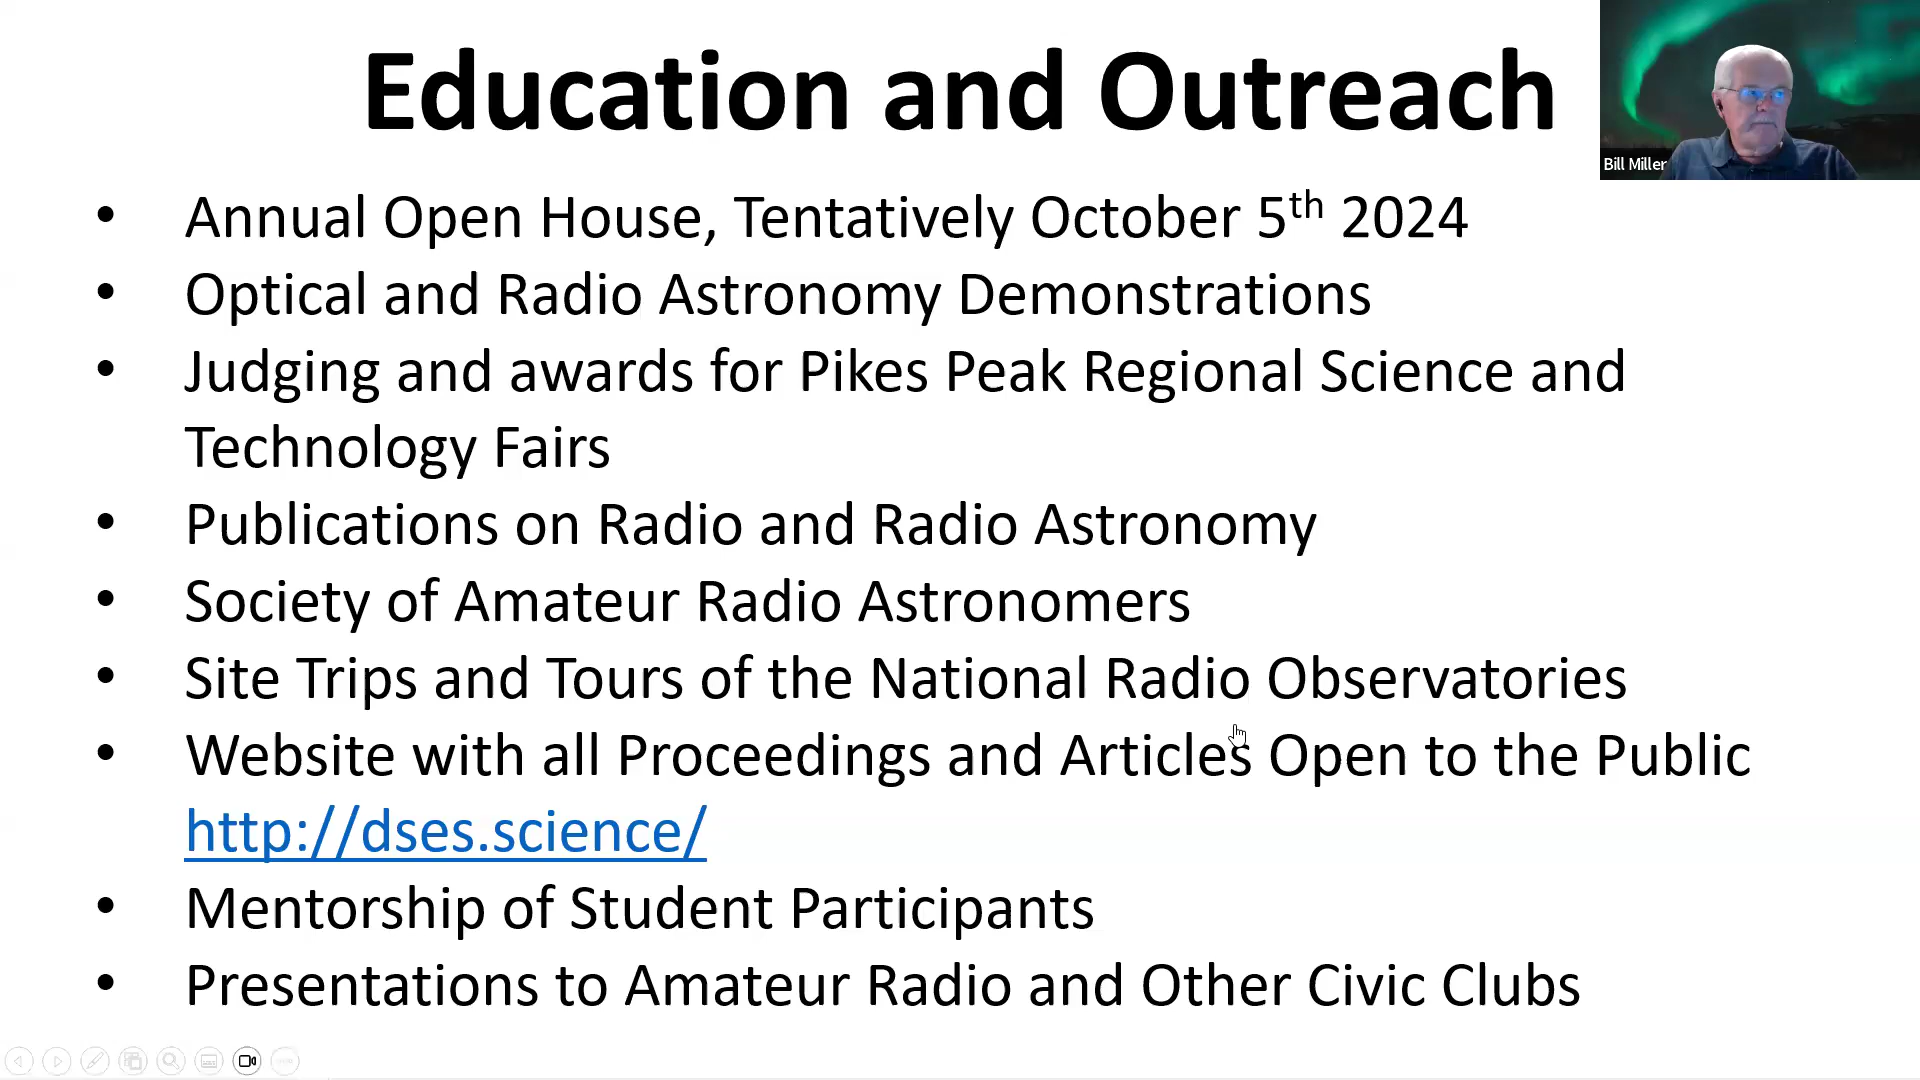 Education and Outreach
Bill Miller
• Annual Open House, Tentatively October 5th 2024
• Optical and Radio Astronomy Demonstrations
• Judging and awards for Pikes Peak Regional Science and
Technology Fairs
• Publications on Radio and Radio Astronomy
• Society of Amateur Radio Astronomers
• Site Trips and Tours of the National Radio Observatories
• Website with all Proceedings and Articles Open to the Public
http://dses.science/
• Mentorship of Student Participants
• Presentations to Amateur Radio and Other Civic Clubs